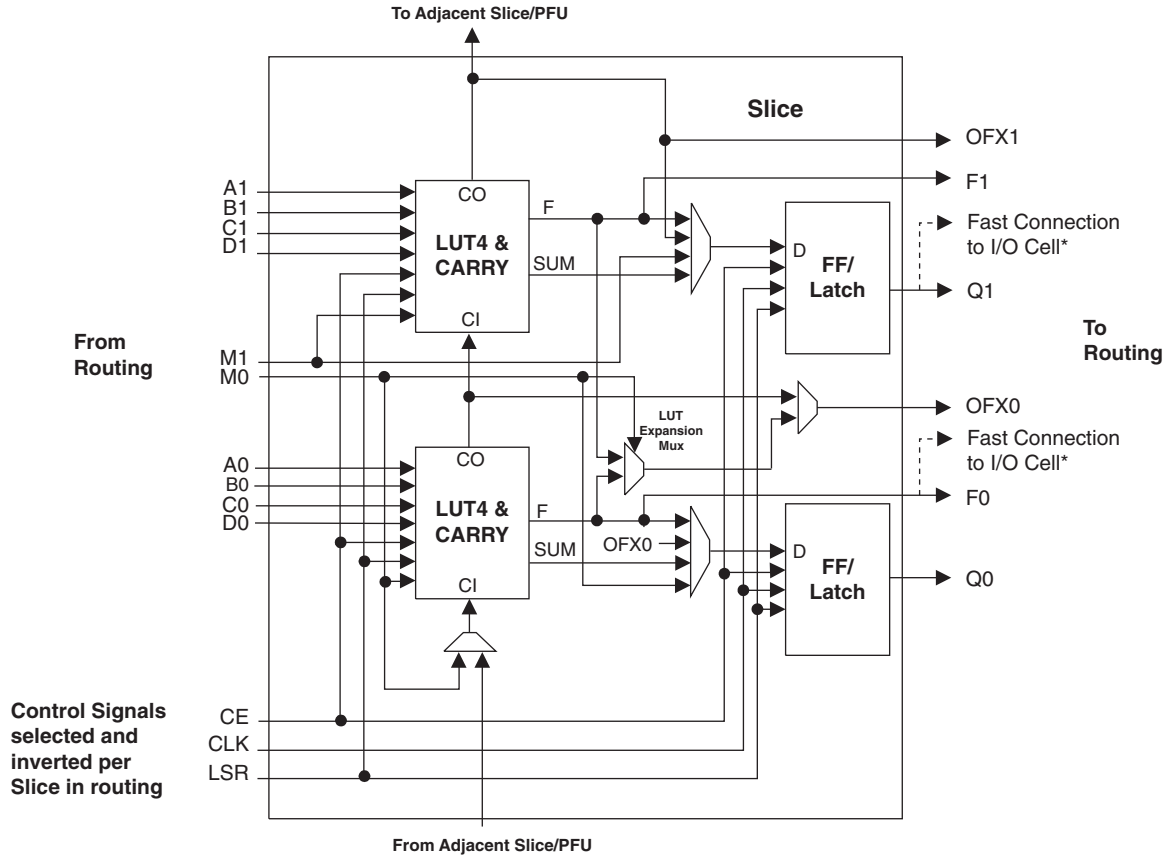 To Adjacent Slice/PFU
Slice
OFX1
F1
Fast Connection
to I/O Cell*
Q1
A1
B1
C1
D1
CO
LUT4 &
CARRY
CI
F
SUM
D
FF/
Latch
From
Routing
To
Routing
M1
M0
LUT
Expansion
Mux
OFX0
Fast Connection
to I/O Cell*
F0
A0
B0
C0
D0
CO
LUT4 &
CARRY
CI
F
OFX0
SUM
D
FF/
Latch
Q0
Control Signals
selected and
inverted per
Slice in routing
CE
CLK
LSR
From Adjacent Slice/PFU